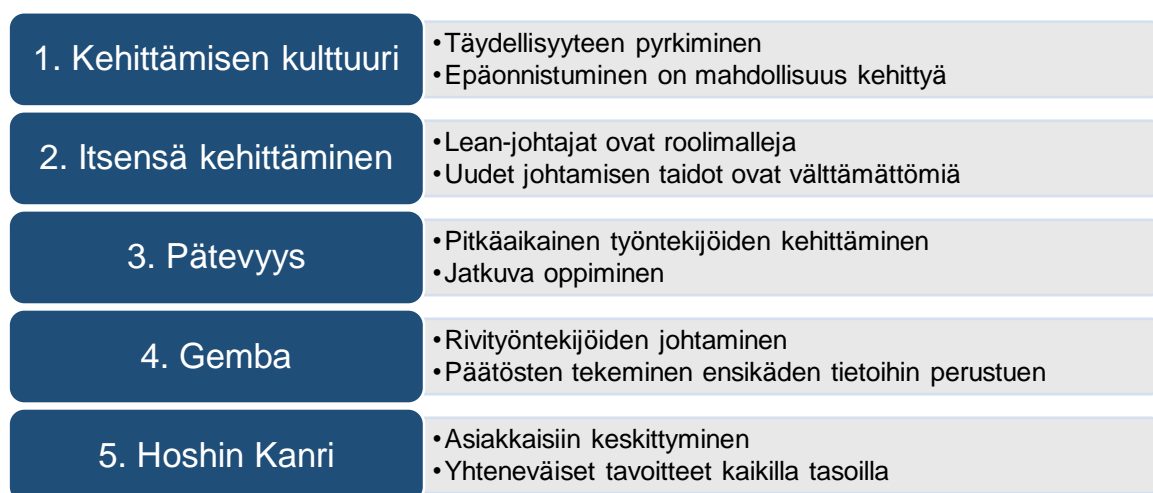 1. Kehittämisen kulttuuri
•Täydellisyyteen pyrkiminen
•Epäonnistuminen on mahdollisuus kehittyä
2. Itsensä kehittäminen
•Lean-johtajat ovat roolimalleja
•Uudet johtamisen taidot ovat välttämättömiä
3. Pätevyys
•Pitkäaikainen työntekijöiden kehittäminen
•Jatkuva oppiminen
4. Gemba
•Rivityöntekijöiden johtaminen
•Päätösten tekeminen ensikäden tietoihin perustuen
5. Hoshin Kanri
•Asiakkaisiin keskittyminen
•Yhteneväiset tavoitteet kaikilla tasoilla